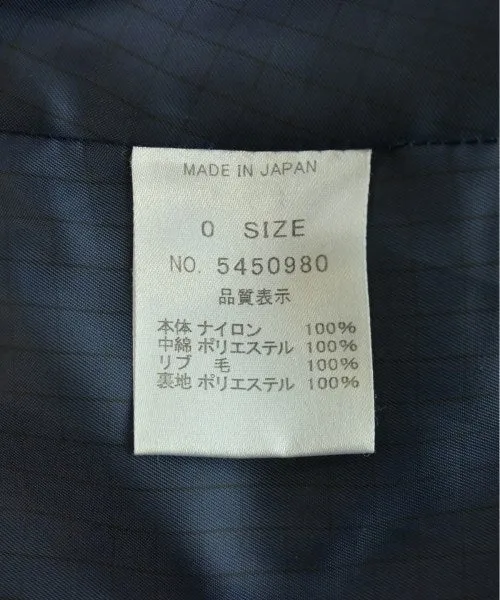 MADE IN JAPAN
0 SIZE
NO. 5450980
品質表示
本体 ナイロン 100%
中綿 ポリエステル 100%
リブ 毛 100%
裏地 ポリエステル 100%